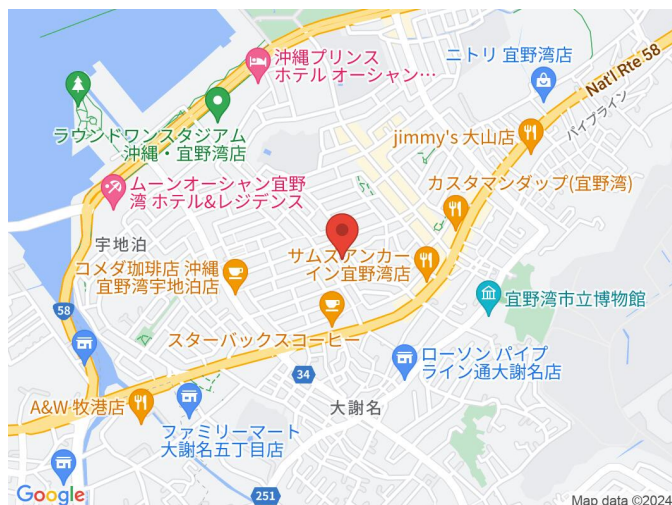 沖縄プリンス
ホテル オーシャン…
ニトリ 宜野湾店
Nat'l Rte 58
パイプライン
ラウンドワンスタジアム
沖縄・宜野湾店
jimmy's 大山店
ムーンオーシャン宜野
湾 ホテル&レジデンス
カスタマンダップ(宜野湾)
宇地泊
コメダ珈琲店 沖縄
宜野湾宇地泊店
サムズアンカー
イン宜野湾店
宜野湾市立博物館
58
スターバックスコーヒー
ローソン パイプ
ライン通大謝名店
34
A&W 牧港店
大謝名
ファミリーマート
大謝名五丁目店
251
Google
Map data ©2024